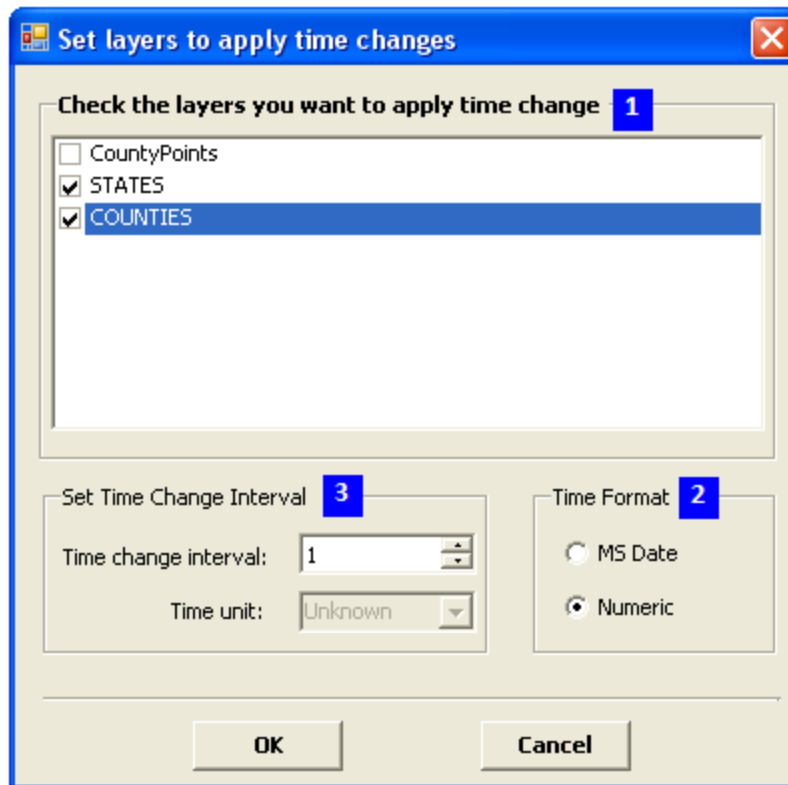 Set layers to apply time changes
Check the layers you want to apply time change 1
CountyPoints
STATES
COUNTIES
Set Time Change Interval 3
Time change interval: 1
Time unit: Unknown
Time Format 2
MS Date
Numeric
OK Cancel